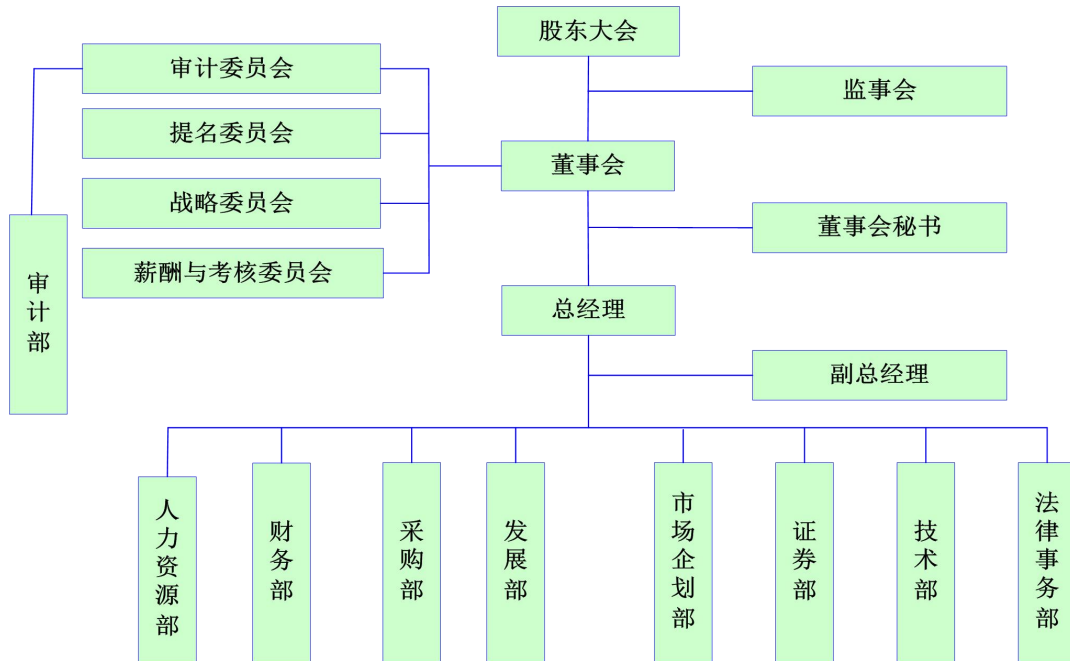 股东大会
审计委员会
监事会
提名委员会
董事会
战略委员会
董事会秘书
薪酬与考核委员会
审计部
总经理
副总经理
人力资源部
财务部
采购部
发展部
市场企划部
证券部
技术部
法律事务部